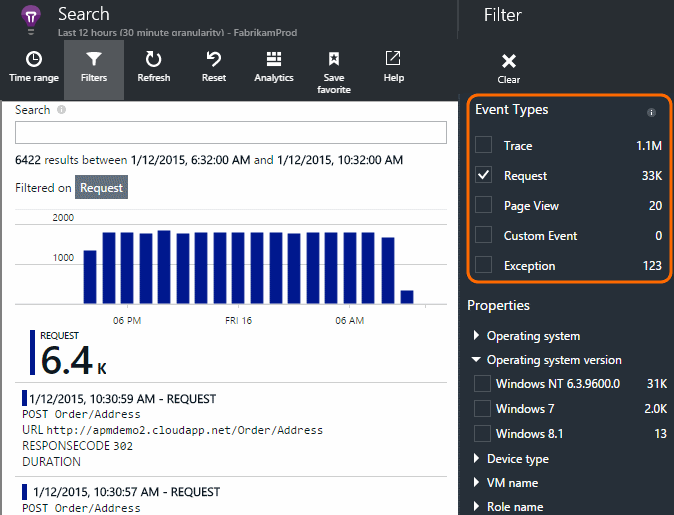 Search
Last 12 hours (30 minute granularity) - FabrikamProd
Time range
Filters
Refresh
Reset
Analytics
Save favorite
Help
Search
6422 results between 1/12/2015, 6:32:00 AM and 1/12/2015, 10:32:00 AM
Filtered on Request
2000
1000
06 PM
FRI 16
06 AM
REQUEST
6.4 K
1/12/2015, 10:30:59 AM - REQUEST
POST Order/Address
URL http://apmdemo2.cloudapp.net/Order/Address
RESPONSECODE 302
DURATION
1/12/2015, 10:30:57 AM - REQUEST
POST Order/Address
Filter
Clear
Event Types
Trace 1.1M
Request 33K
Page View 20
Custom Event 0
Exception 123
Properties
Operating system
Operating system version
Windows NT 6.3.9600.0 31K
Windows 7 2.0K
Windows 8.1 13
Device type
VM name
Role name